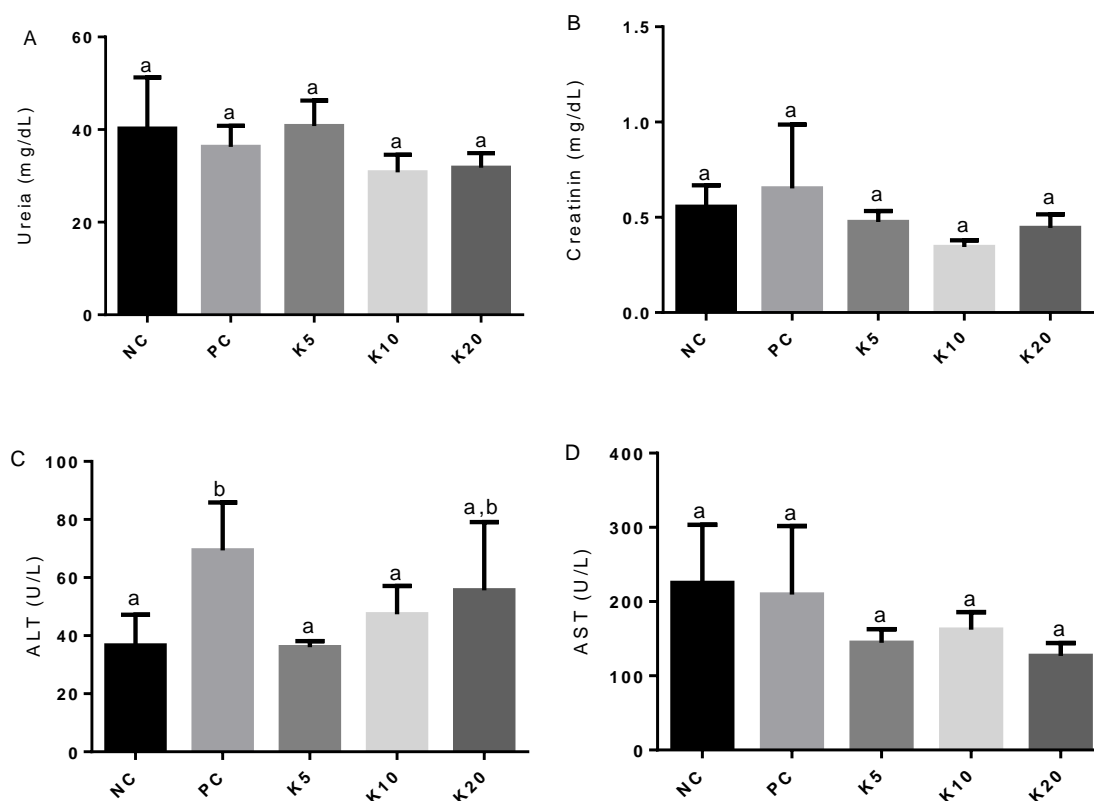 A
Ureia (mg/dL)
60
40
20
0
a
a
a
a
a
NC
PC
K5
K10
K20
B
Creatinin (mg/dL)
1.5
1.0
0.5
0.0
a
a
a
a
a
NC
PC
K5
K10
K20
C
ALT (U/L)
100
80
60
40
20
0
a
b
a
a
a,b
NC
PC
K5
K10
K20
D
AST (U/L)
400
300
200
100
0
a
a
a
a
a
NC
PC
K5
K10
K20